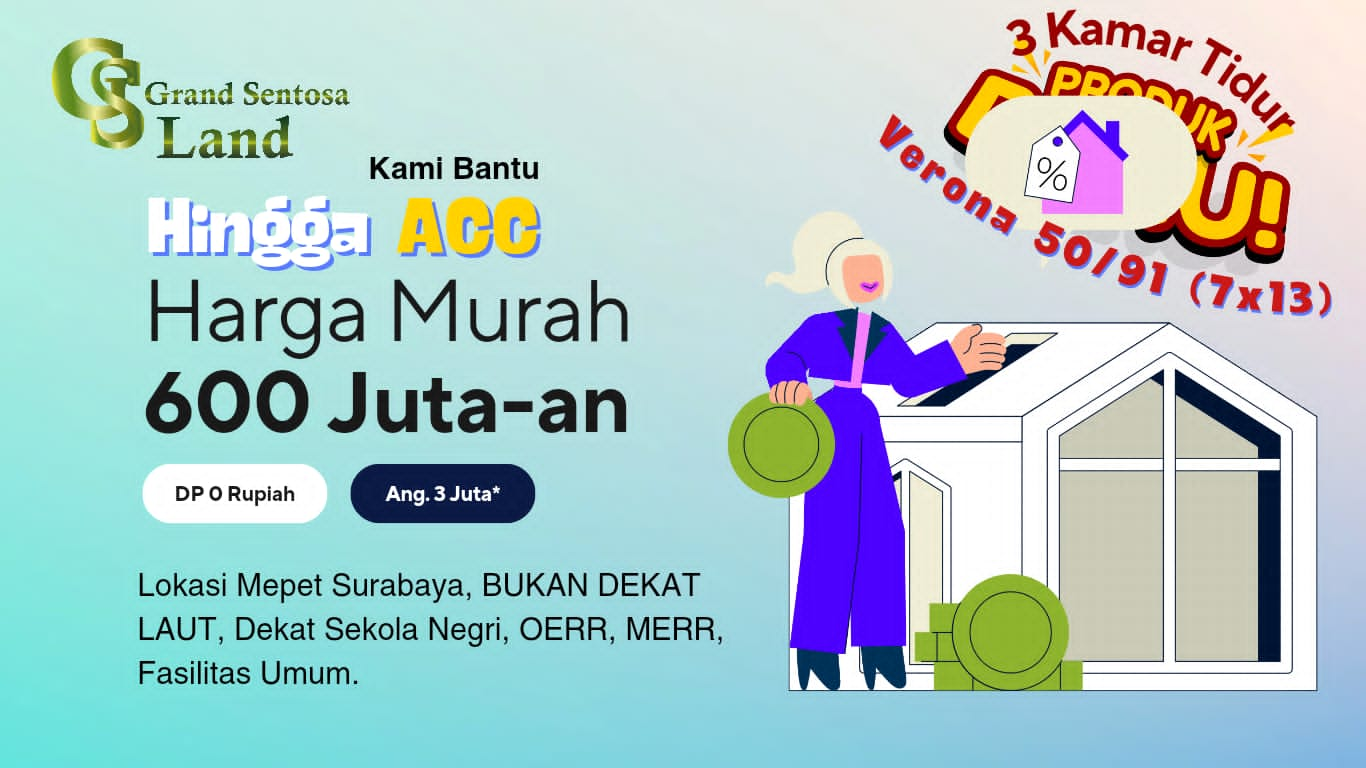 Grand Sentosa
Land
3 Kamar Tidur
PRODUK
Verona 50/91 (7x13)
Kami Bantu
Hingga ACC
Harga Murah
600 Juta-an
DP 0 Rupiah
Ang. 3 Juta*
Lokasi Mepet Surabaya, BUKAN DEKAT
LAUT, Dekat Sekola Negri, OERR, MERR,
Fasilitas Umum.
%